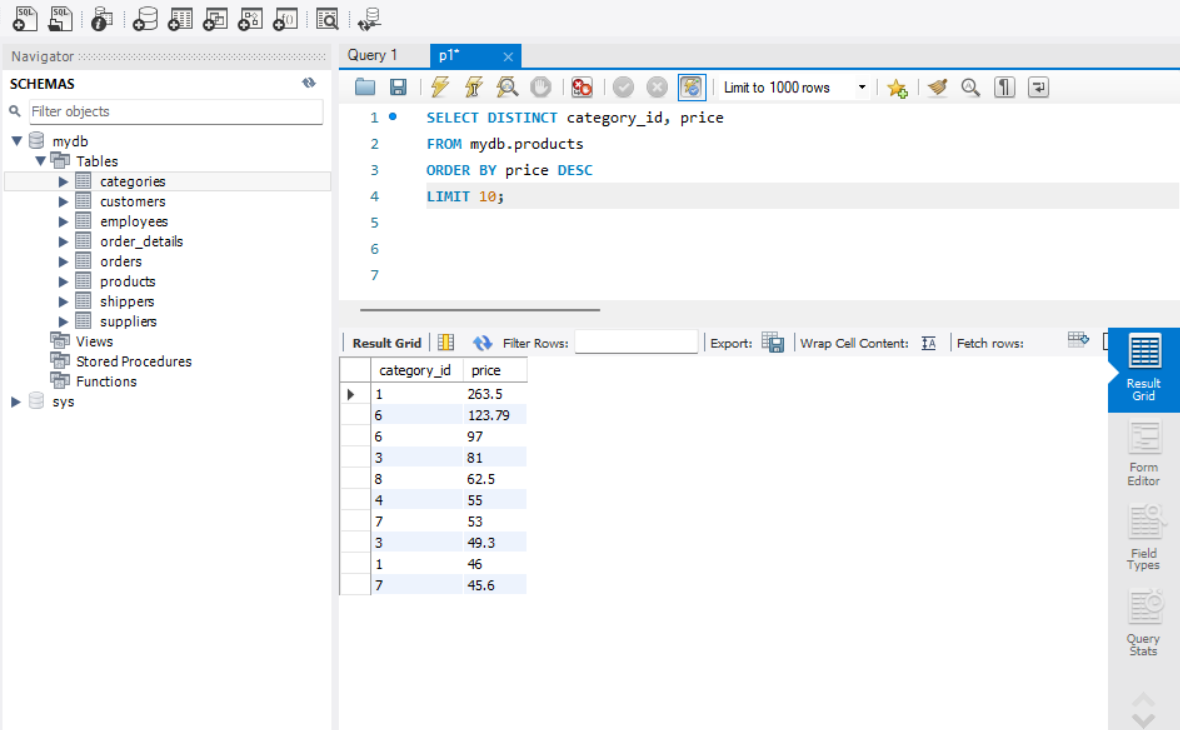 SQL SQL
Navigator
SCHEMAS
Filter objects
mydb
Tables
categories
customers
employees
order_details
orders
products
shippers
suppliers
Views
Stored Procedures
Functions
sys
Query 1 p1*
Limit to 1000 rows
1 SELECT DISTINCT category_id, price
2 FROM mydb.products
3 ORDER BY price DESC
4 LIMIT 10;
5
6
7
Result Grid Filter Rows: Export: Wrap Cell Content: Fetch rows:
category_id price
1 263.5
6 123.79
6 97
3 81
8 62.5
4 55
7 53
3 49.3
1 46
7 45.6
Result
Grid
Form
Editor
Field
Types
Query
Stats